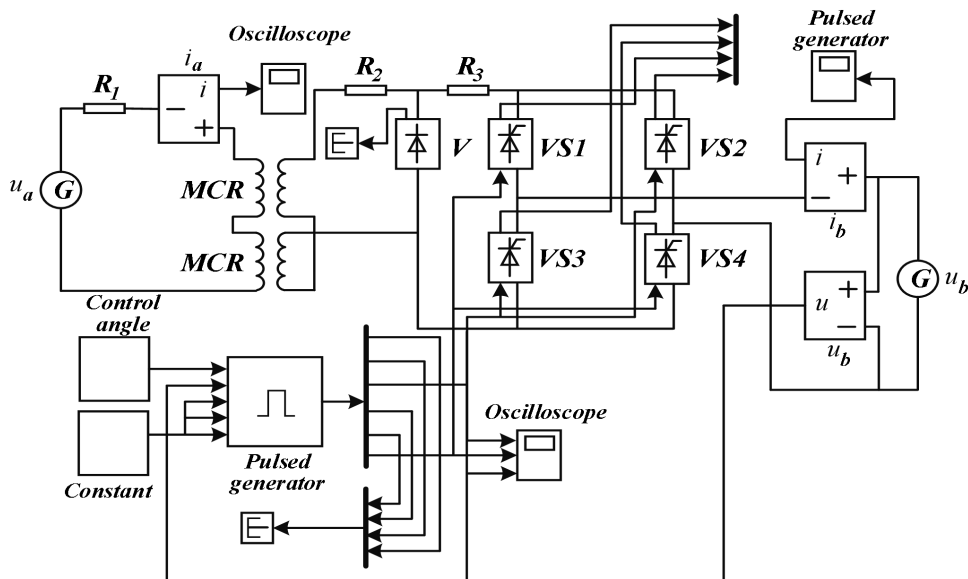 Oscilloscope
Pulsed
generator
i_a
i
R_1
−
+
R_2
R_3
V
VS1
VS2
MCR
u_a
G
MCR
VS3
VS4
i
+
−
i_b
G
u_b
u
+
−
u_b
Control
angle
Constant
Pulsed
generator
Oscilloscope